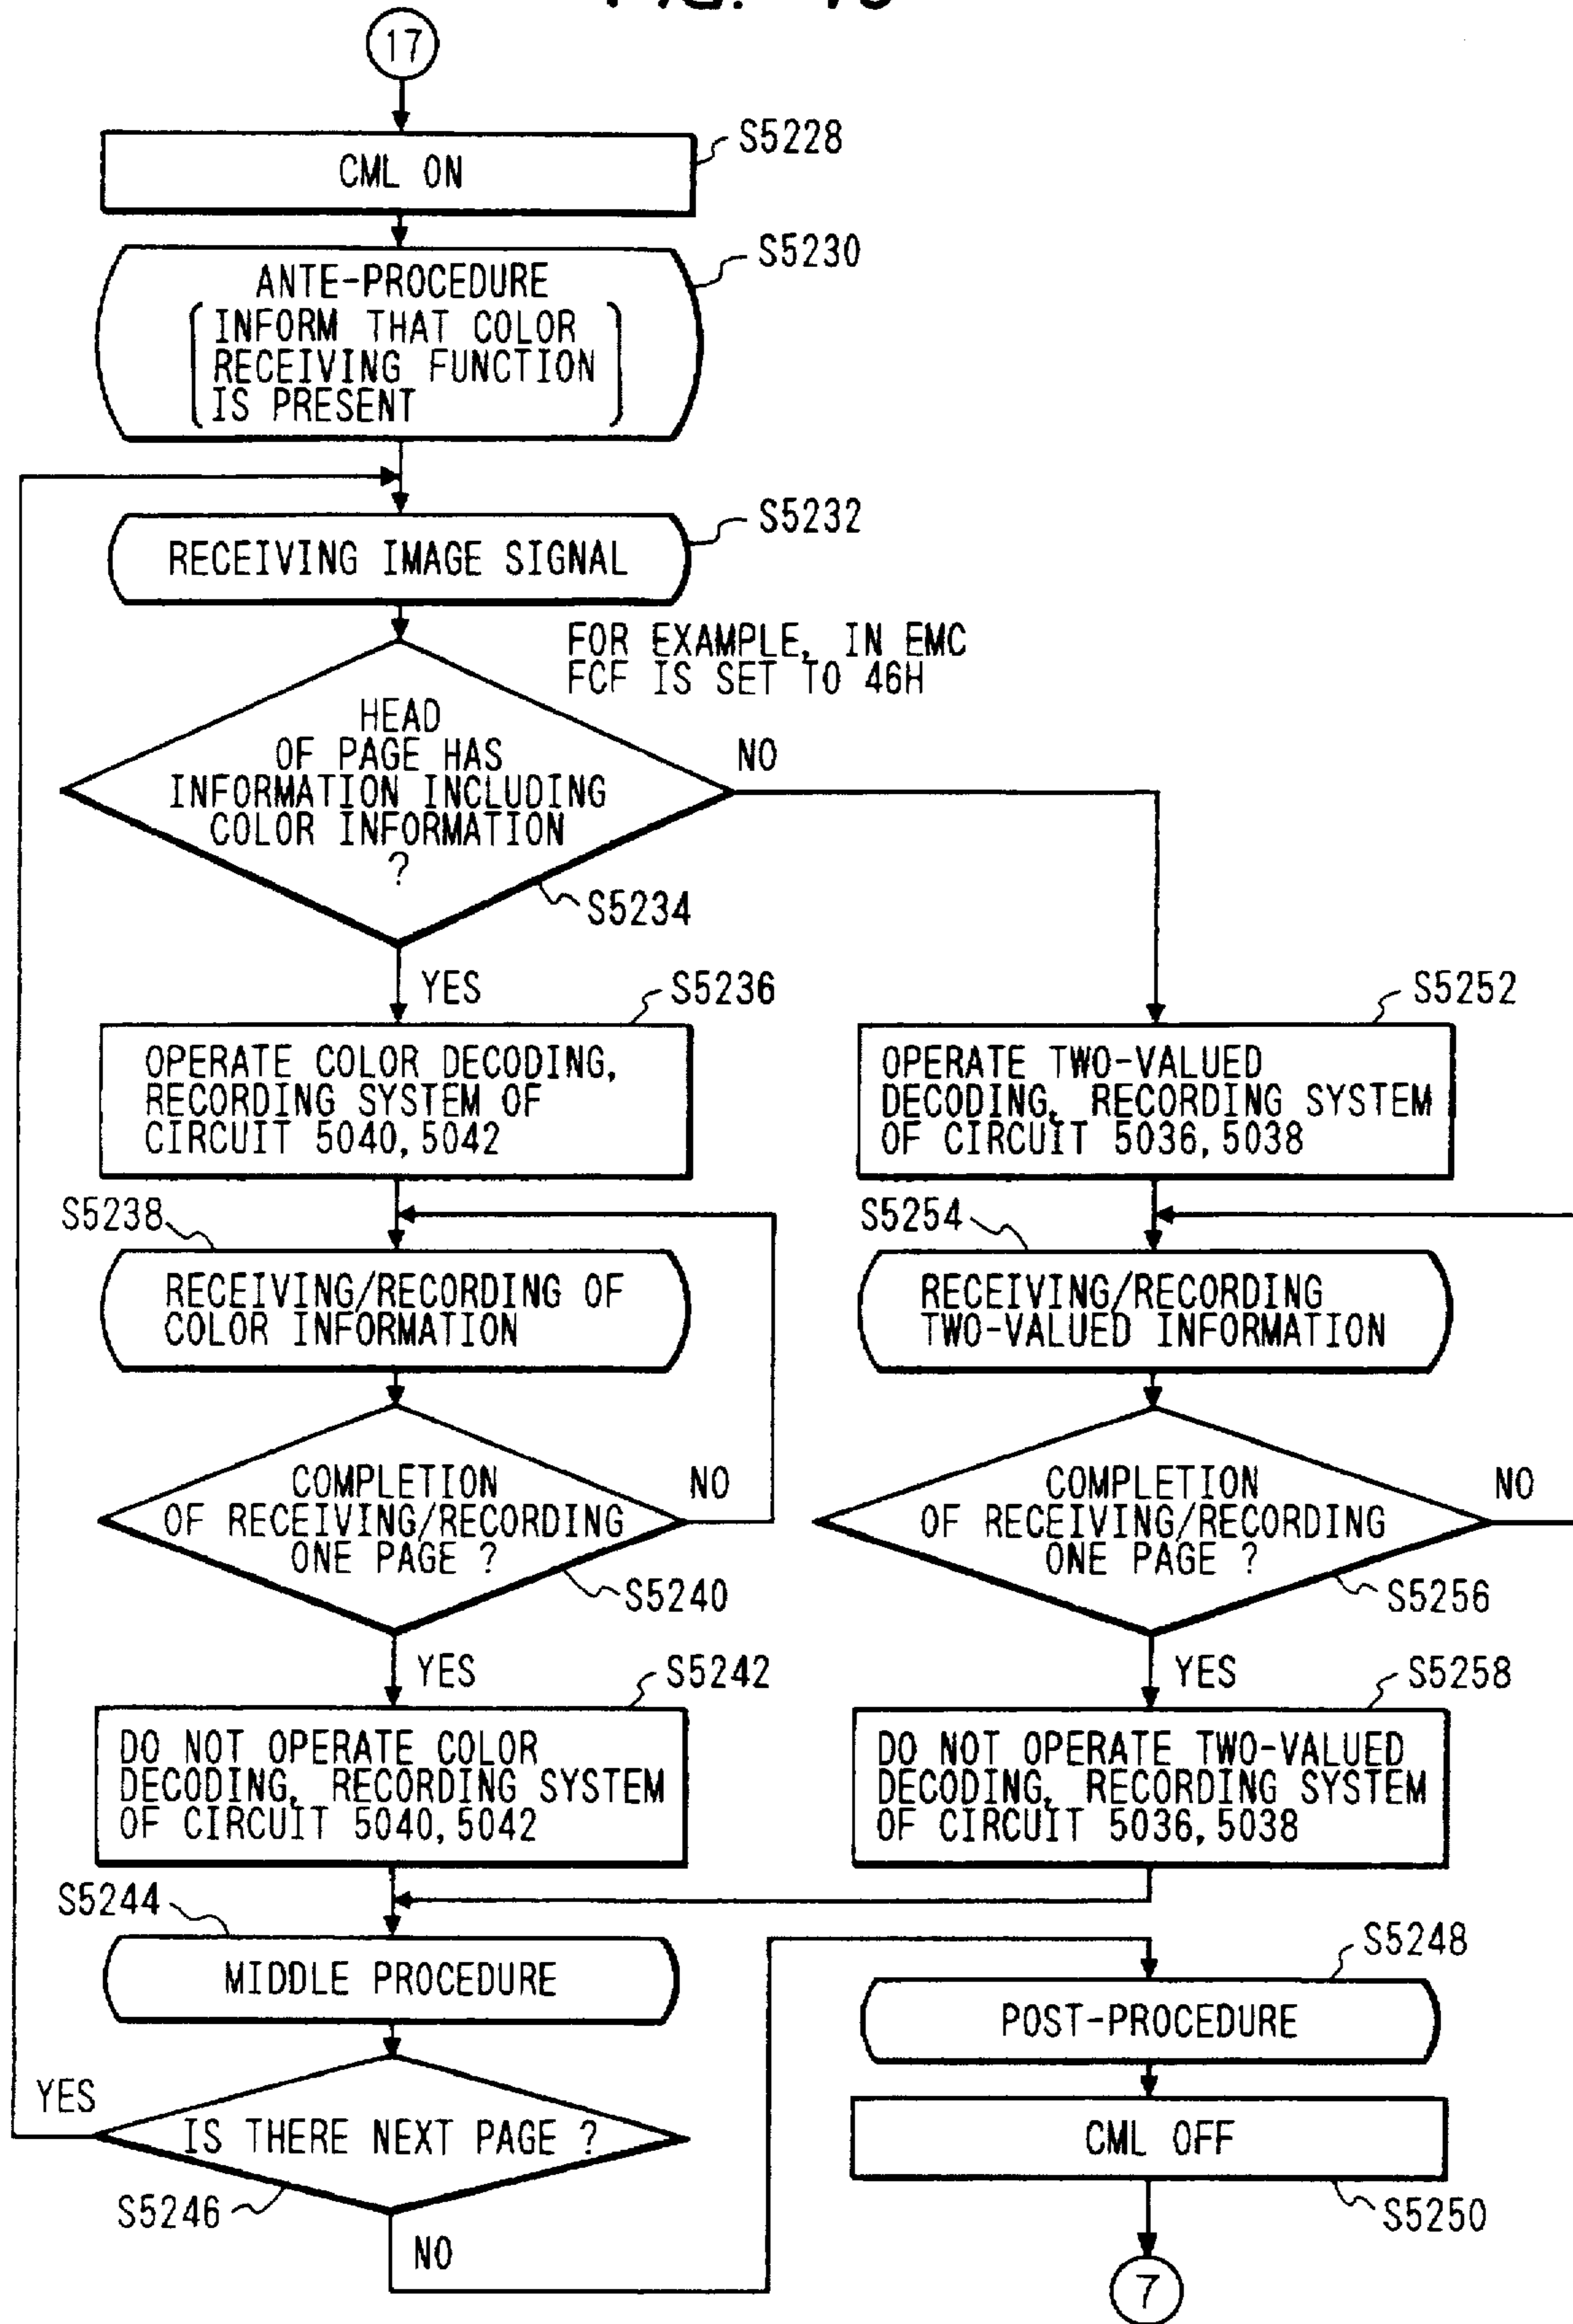 FIG.
17
CML ON
S5228
ANTE-PROCEDURE
INFORM THAT COLOR
RECEIVING FUNCTION
IS PRESENT
S5230
RECEIVING IMAGE SIGNAL
S5232
FOR EXAMPLE, IN EMC
FCF IS SET TO 46H
HEAD
OF PAGE HAS
INFORMATION INCLUDING
COLOR INFORMATION
?
NO
S5234
YES
S5236
OPERATE COLOR DECODING,
RECORDING SYSTEM OF
CIRCUIT 5040, 5042
S5252
OPERATE TWO-VALUED
DECODING, RECORDING SYSTEM
OF CIRCUIT 5036, 5038
S5238
RECEIVING/RECORDING OF
COLOR INFORMATION
S5254
RECEIVING/RECORDING
TWO-VALUED INFORMATION
COMPLETION
OF RECEIVING/RECORDING
ONE PAGE ?
NO
S5240
COMPLETION
OF RECEIVING/RECORDING
ONE PAGE ?
NO
S5256
YES
S5242
DO NOT OPERATE COLOR
DECODING, RECORDING SYSTEM
OF CIRCUIT 5040, 5042
YES
S5258
DO NOT OPERATE TWO-VALUED
DECODING, RECORDING SYSTEM
OF CIRCUIT 5036, 5038
S5244
MIDDLE PROCEDURE
S5248
POST-PROCEDURE
YES
IS THERE NEXT PAGE ?
S5246
NO
CML OFF
S5250
7